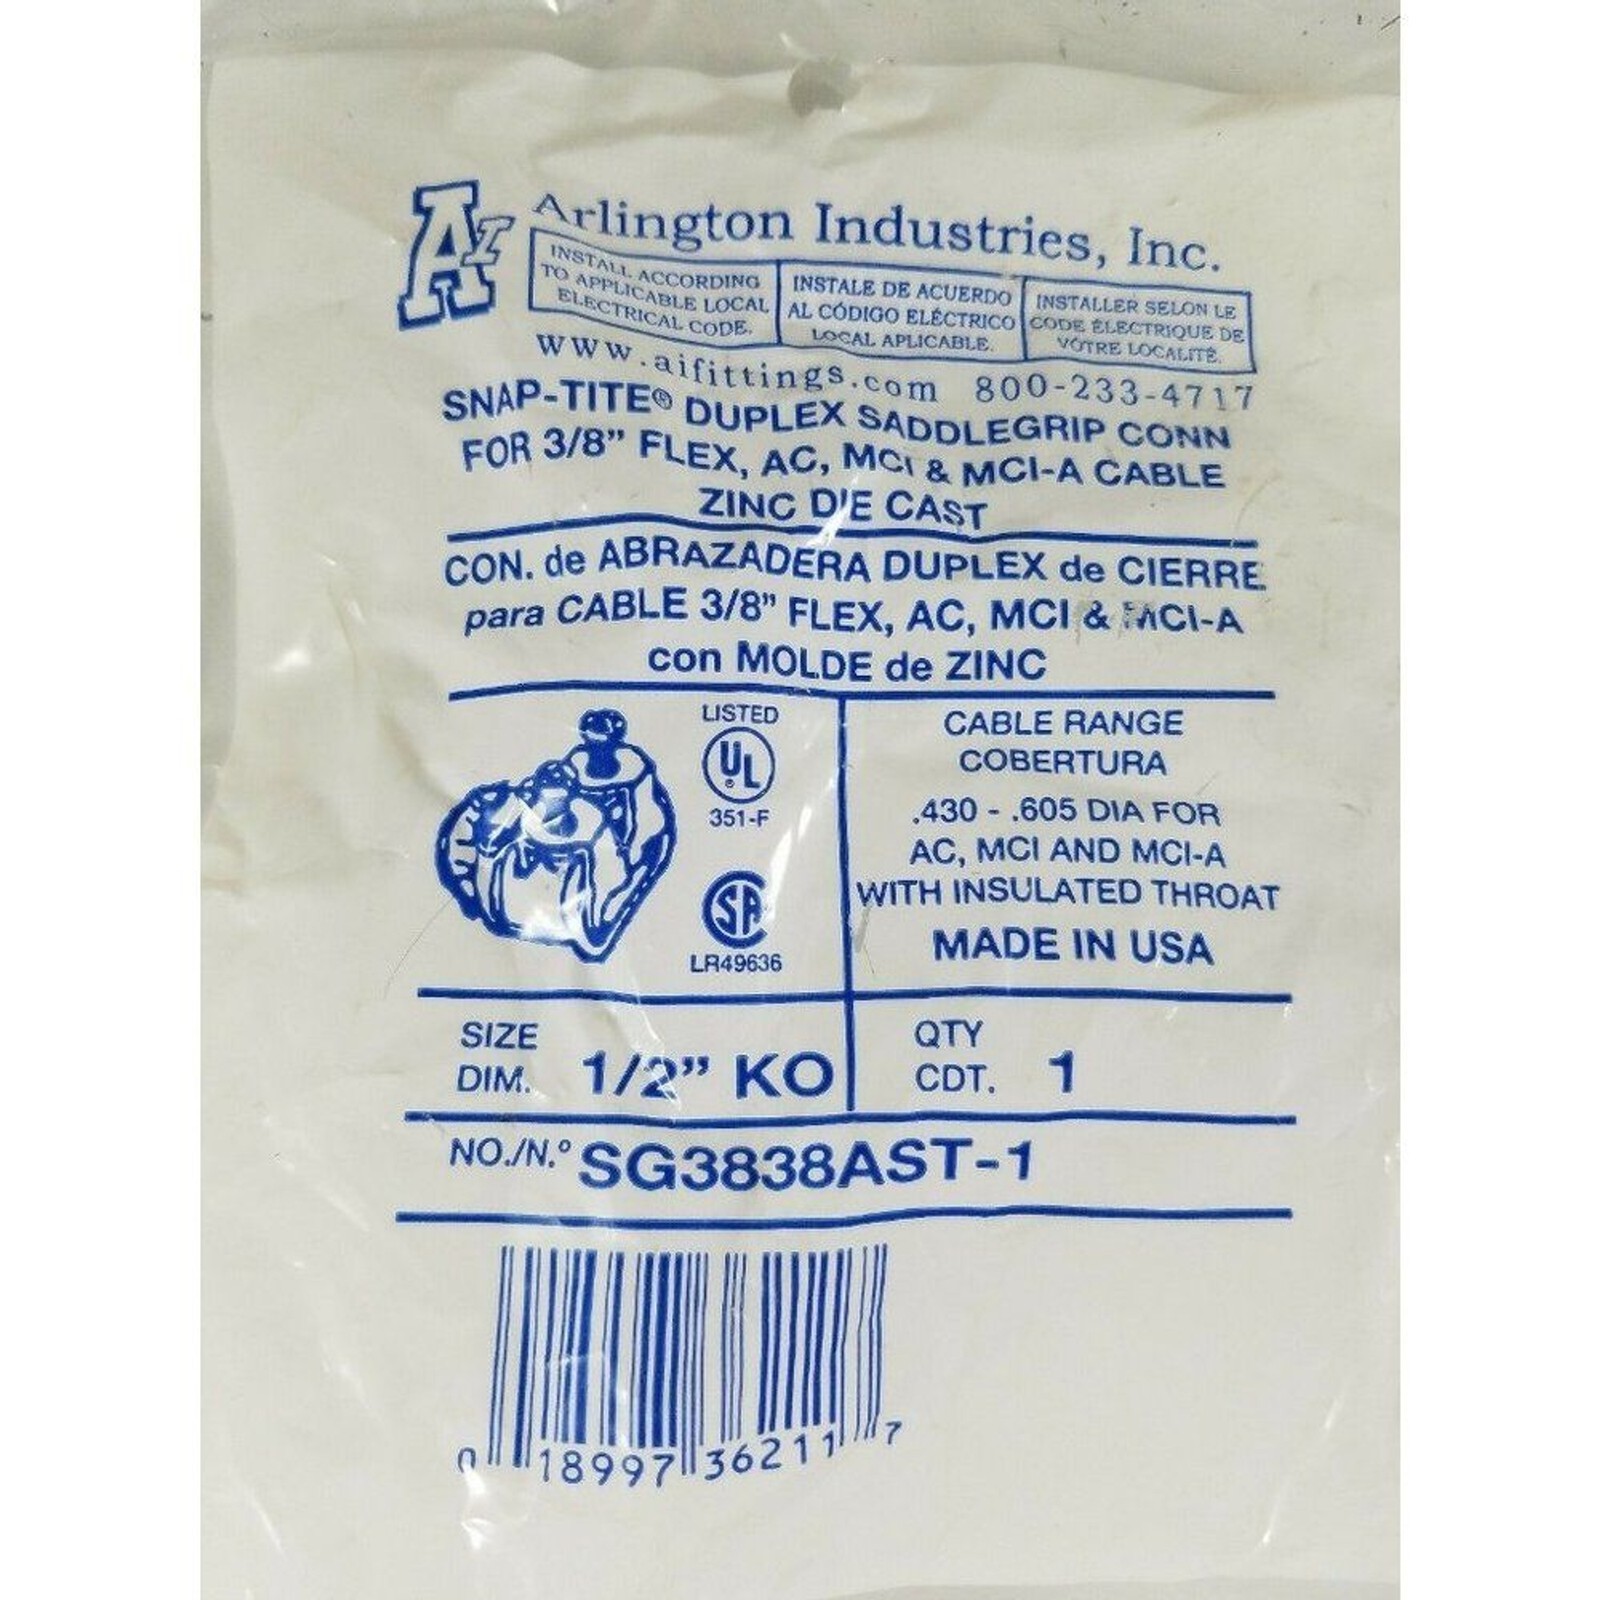 AI Arlington Industries, Inc.
INSTALL ACCORDING
TO APPLICABLE LOCAL
ELECTRICAL CODE.
INSTALE DE ACUERDO
AL CÓDIGO ELÉCTRICO
LOCAL APLICABLE.
INSTALLER SELON LE
CODE ÉLECTRIQUE DE
VÔTRE LOCALITÉ.
www.aifittings.com 800-233-4717
SNAP-TITE® DUPLEX SADDLEGRIP CONN
FOR 3/8” FLEX, AC, MCI & MCI-A CABLE
ZINC DIE CAST
CON. de ABRAZADERA DUPLEX de CIERRE
para CABLE 3/8” FLEX, AC, MCI & MCI-A
con MOLDE de ZINC
LISTED
UL®
351-F
SA
LR49636
CABLE RANGE
COBERTURA
.430 - .605 DIA FOR
AC, MCI AND MCI-A
WITH INSULATED THROAT
MADE IN USA
SIZE
DIM. 1/2” KO
QTY
CDT. 1
NO./N.º SG3838AST-1
0 18997 36211 7